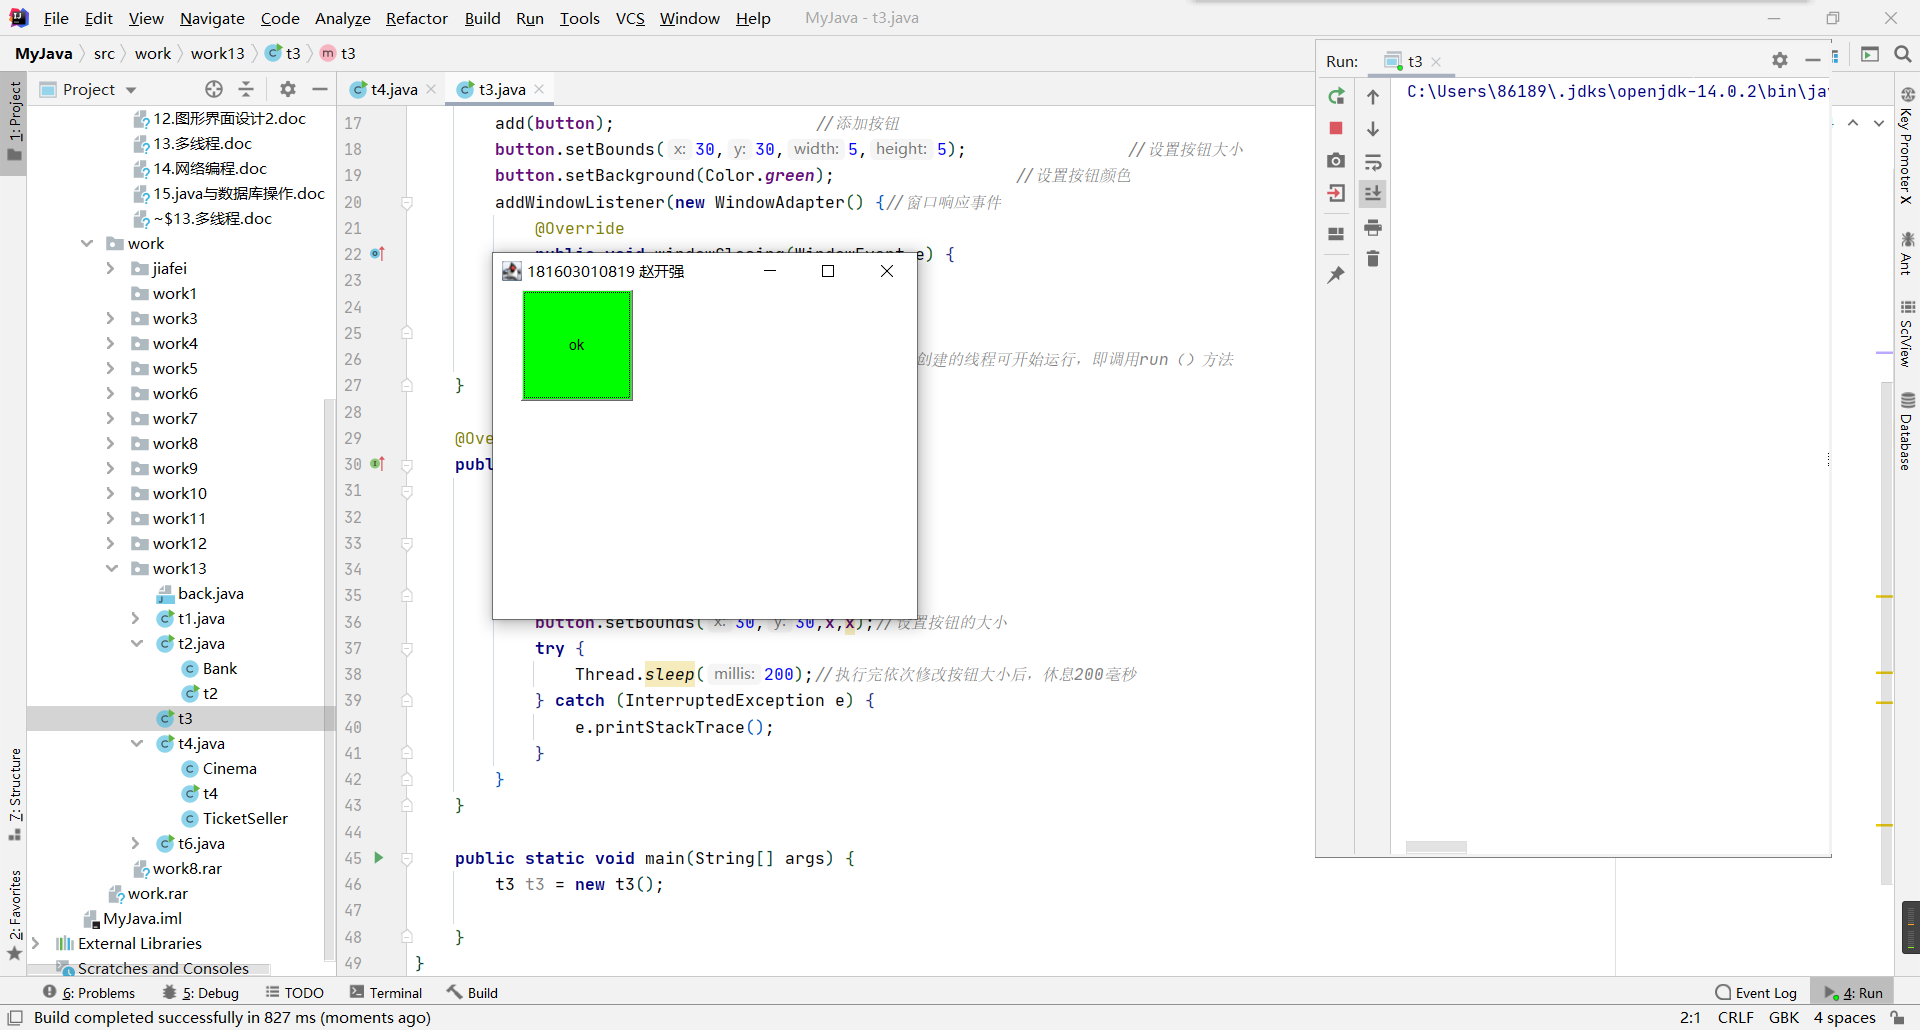 File Edit View Navigate Code Analyze Refactor Build Run Tools VCS Window Help MyJava - t3.java
MyJava src work work13 t3 t3
Project
t4.java
t3.java
1: Project
7: Structure
2: Favorites
12.图形界面设计2.doc
13.多线程.doc
14.网络编程.doc
15.java与数据库操作.doc
~$13.多线程.doc
work
jiafei
work1
work3
work4
work5
work6
work7
work8
work9
work10
work11
work12
work13
back.java
t1.java
t2.java
Bank
t2
t3
t4.java
Cinema
t4
TicketSeller
t6.java
work8.rar
work.rar
MyJava.iml
External Libraries
Scratches and Consoles
17 add(button); //添加按钮
18 button.setBounds( x: 30, y: 30, width: 5, height: 5); //设置按钮大小
19 button.setBackground(Color.green); //设置按钮颜色
20 addWindowListener(new WindowAdapter() {//窗口响应事件
21 @Override
22 public void windowClosing(WindowEvent e) {
23
24
25
26 创建的线程可开始运行，即调用run（）方法
27 }
28
29 @Ove
30 publ
31
32
33
34
35
36 button.setBounds( x: 30, y: 30,x,x);//设置按钮的大小
37 try {
38 Thread.sleep( millis: 200);//执行完依次修改按钮大小后，休息200毫秒
39 } catch (InterruptedException e) {
40 e.printStackTrace();
41 }
42 }
43 }
44
45 public static void main(String[] args) {
46 t3 t3 = new t3();
47
48 }
49 }
181603010819 赵开强
ok
Run: t3
C:\Users\86189\.jdks\openjdk-14.0.2\bin\ja
Key Promoter X
Ant
SciView
Database
6: Problems 5: Debug TODO Terminal Build Event Log 4: Run
Build completed successfully in 827 ms (moments ago) 2:1 CRLF GBK 4 spaces